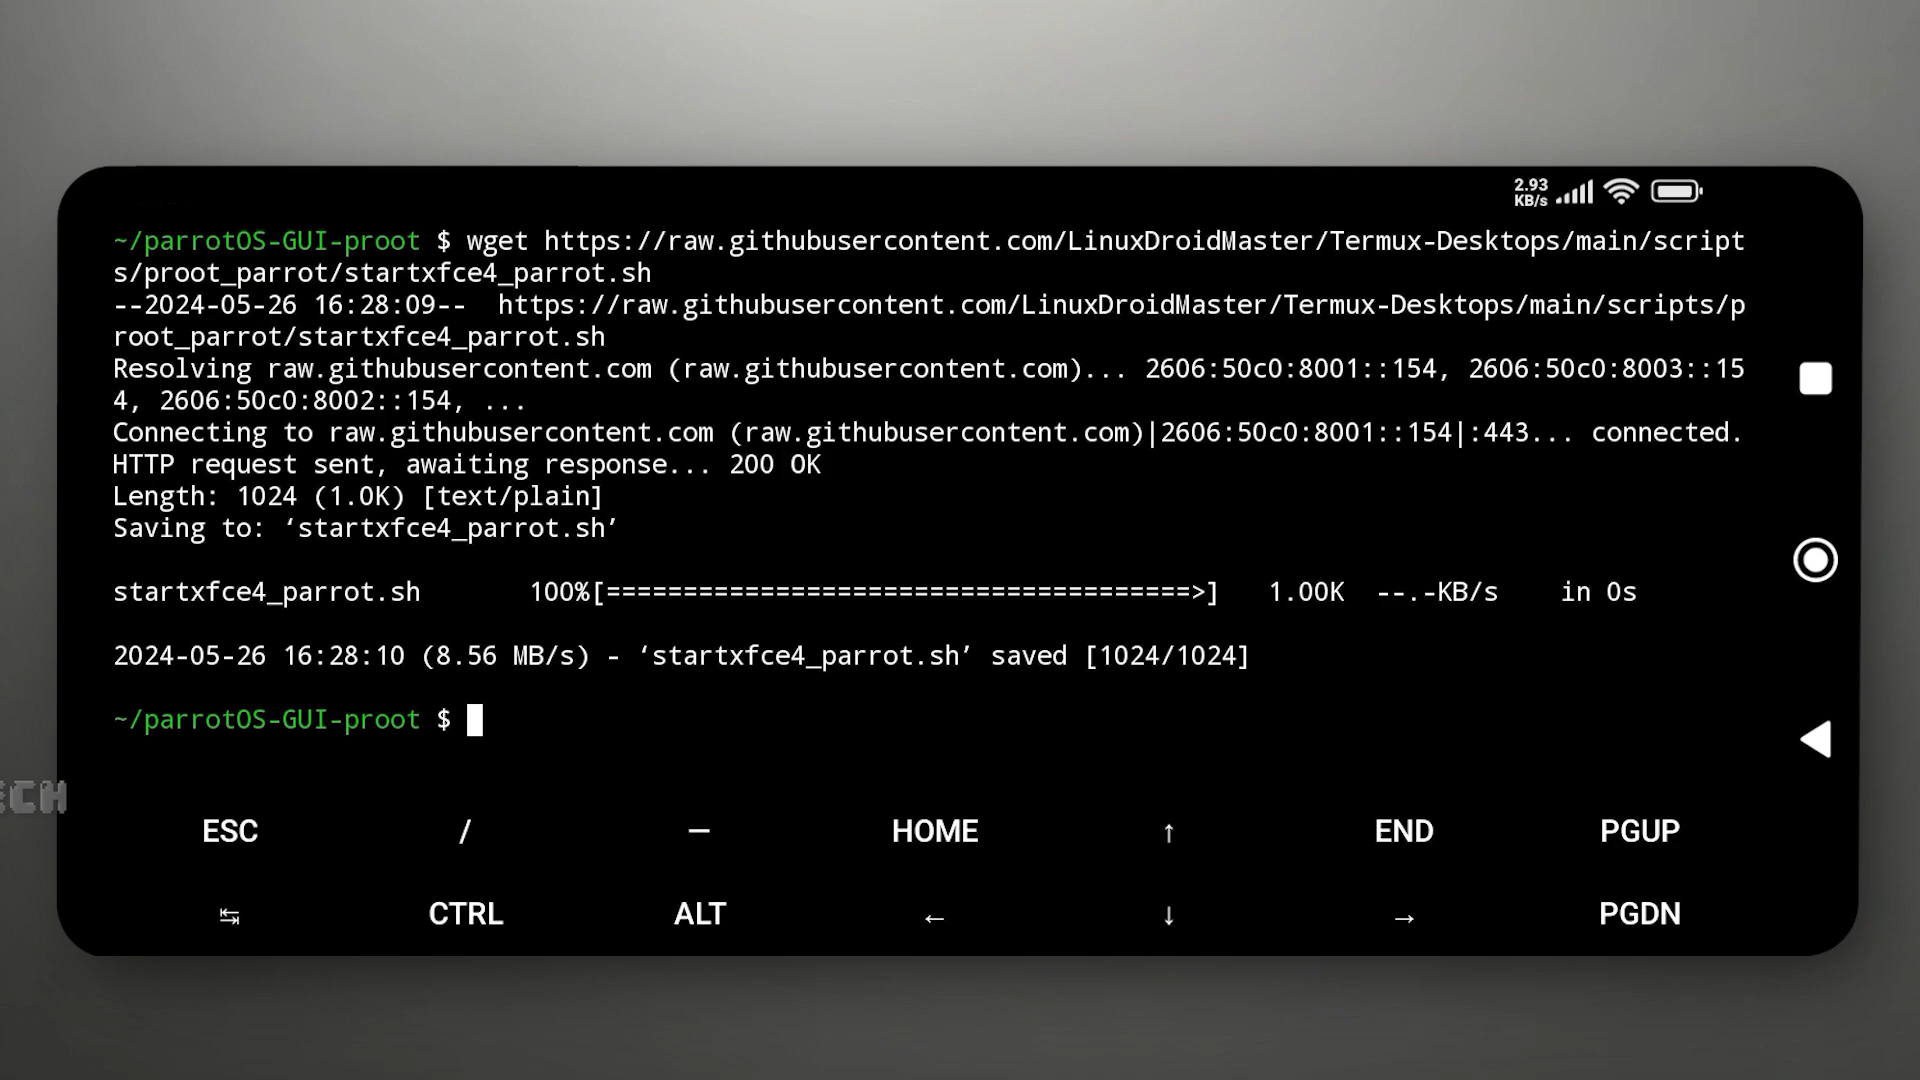 2.93
KB/s
~/parrotOS-GUI-proot $ wget https://raw.githubusercontent.com/LinuxDroidMaster/Termux-Desktops/main/script
s/proot_parrot/startxfce4_parrot.sh
--2024-05-26 16:28:09--  https://raw.githubusercontent.com/LinuxDroidMaster/Termux-Desktops/main/scripts/p
root_parrot/startxfce4_parrot.sh
Resolving raw.githubusercontent.com (raw.githubusercontent.com)... 2606:50c0:8001::154, 2606:50c0:8003::15
4, 2606:50c0:8002::154, ...
Connecting to raw.githubusercontent.com (raw.githubusercontent.com)|2606:50c0:8001::154|:443... connected.
HTTP request sent, awaiting response... 200 OK
Length: 1024 (1.0K) [text/plain]
Saving to: ‘startxfce4_parrot.sh’
startxfce4_parrot.sh       100%[======================================>]   1.00K  --.-KB/s    in 0s
2024-05-26 16:28:10 (8.56 MB/s) - ‘startxfce4_parrot.sh’ saved [1024/1024]
~/parrotOS-GUI-proot $
ESC / — HOME ↑ END PGUP
↹ CTRL ALT ← ↓ → PGDN